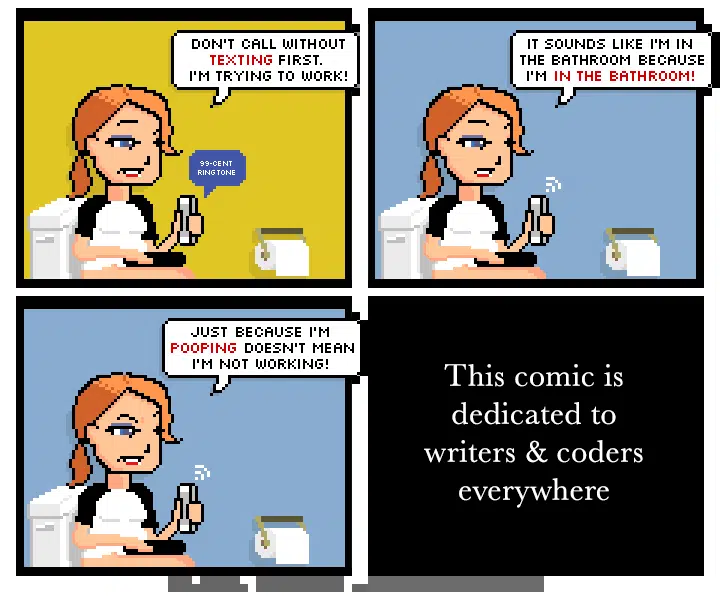 DON'T CALL WITHOUT
TEXTING FIRST.
I'M TRYING TO WORK!
99-CENT
RINGTONE
IT SOUNDS LIKE I'M IN
THE BATHROOM BECAUSE
I'M IN THE BATHROOM!
JUST BECAUSE I'M
POOPING DOESN'T MEAN
I'M NOT WORKING!
This comic is
dedicated to
writers & coders
everywhere